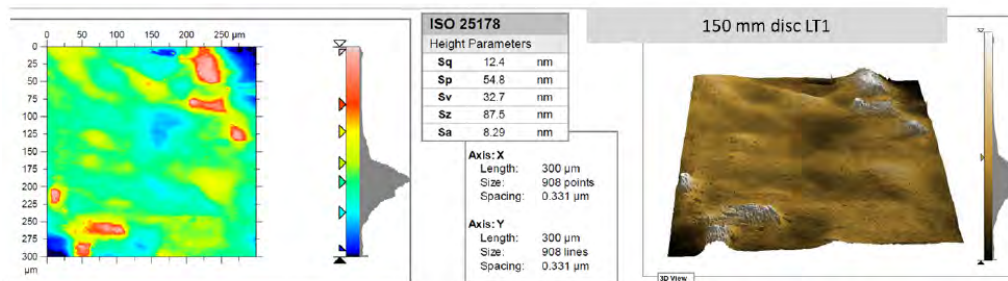 0 50 100 150 200 250 µm
0
25
50
75
100
125
150
175
200
225
250
275
300
µm
ISO 25178
Height Parameters
Sq 12.4 nm
Sp 54.8 nm
Sv 32.7 nm
Sz 87.5 nm
Sa 8.29 nm
Axis: X
Length: 300 µm
Size: 908 points
Spacing: 0.331 µm
Axis: Y
Length: 300 µm
Size: 908 lines
Spacing: 0.331 µm
150 mm disc LT1
3D View